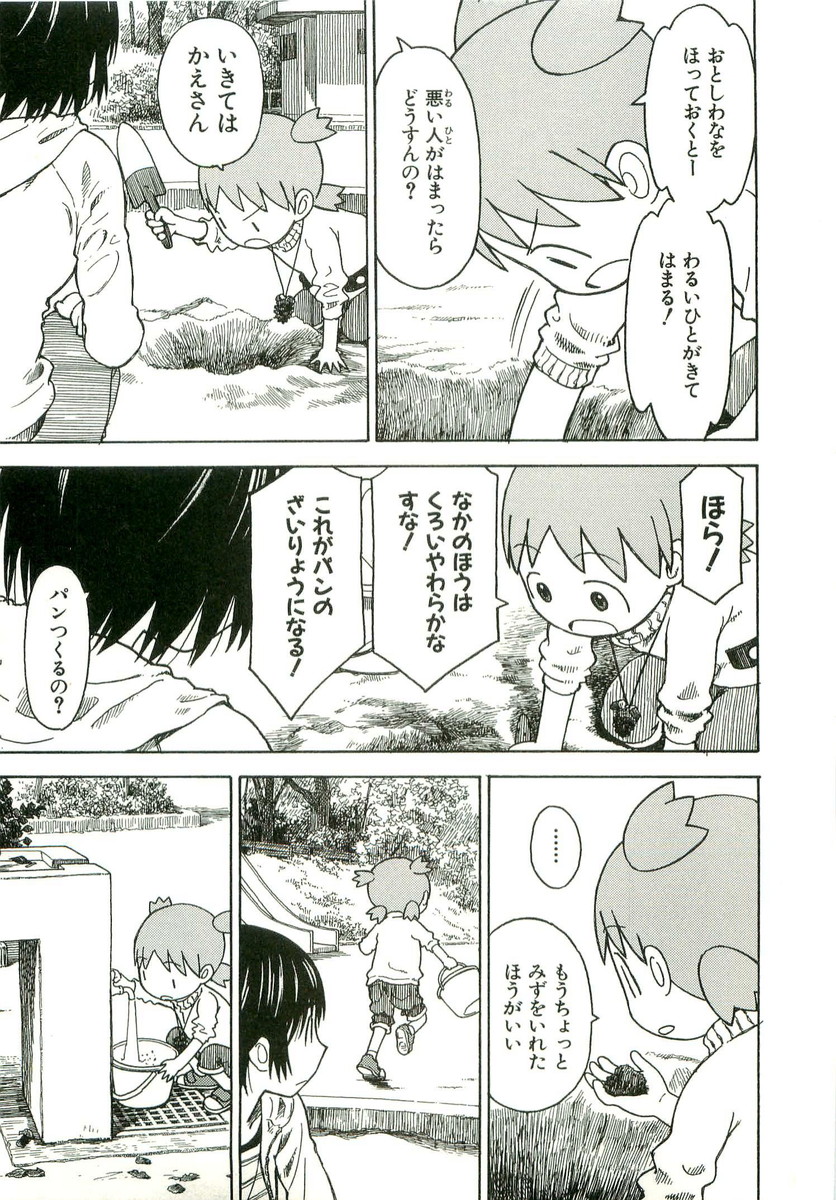 おとしわなを
ほっておくとー
わるいひとがきて
はまる！
悪い人がはまったら
わる ひと
どうすんの？
いきては
かえさん
ほら！
なかのほうは
くろいやわらかな
すな！
これがパンの
ざいりょうになる！
パンつくるの？
……
もうちょっと
みずをいれた
ほうがいい